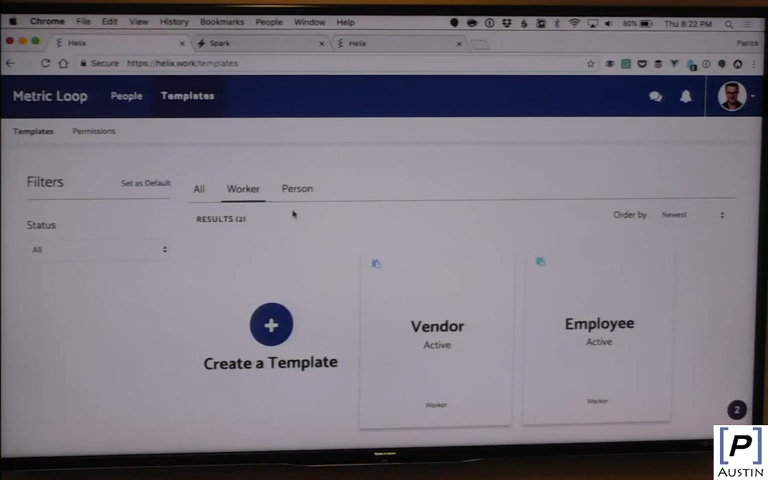 Chrome File Edit View History Bookmarks People Window Help 80% Thu 8:22 PM
Helix Spark Helix Patrick
Secure https://helix.work/templates
Metric Loop People Templates
Templates Permissions
Filters Set as Default
All Worker Person
RESULTS (2)
Order by Newest
Status
All
Create a Template
Vendor
Active
Worker
Employee
Active
Worker
2
[P]
AUSTIN